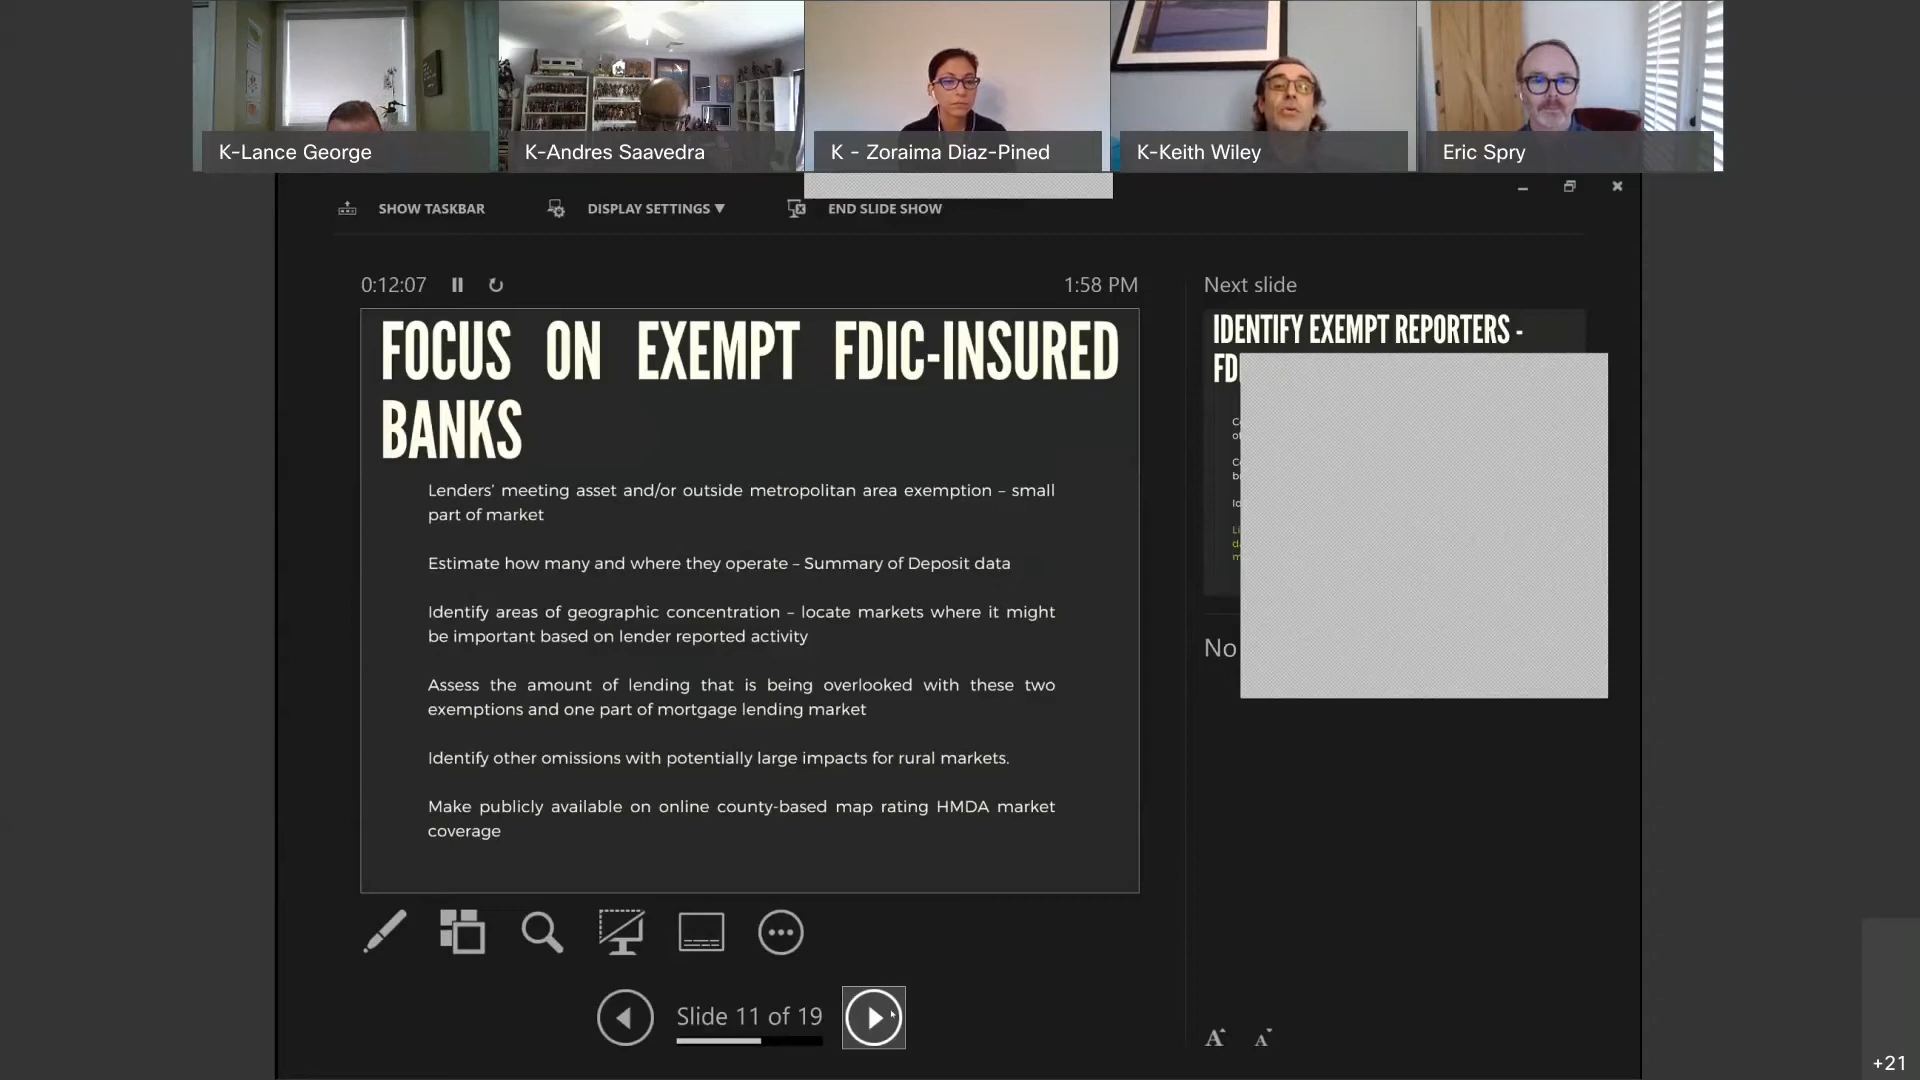 K-Lance George
K-Andres Saavedra
K - Zoraima Diaz-Pined
K-Keith Wiley
Eric Spry
SHOW TASKBAR
DISPLAY SETTINGS ▼
END SLIDE SHOW
0:12:07
1:58 PM
Next slide
FOCUS ON EXEMPT FDIC-INSURED
BANKS
Lenders’ meeting asset and/or outside metropolitan area exemption – small
part of market
Estimate how many and where they operate – Summary of Deposit data
Identify areas of geographic concentration – locate markets where it might
be important based on lender reported activity
Assess the amount of lending that is being overlooked with these two
exemptions and one part of mortgage lending market
Identify other omissions with potentially large impacts for rural markets.
Make publicly available on online county-based map rating HMDA market
coverage
IDENTIFY EXEMPT REPORTERS -
No
Slide 11 of 19
A A
+21